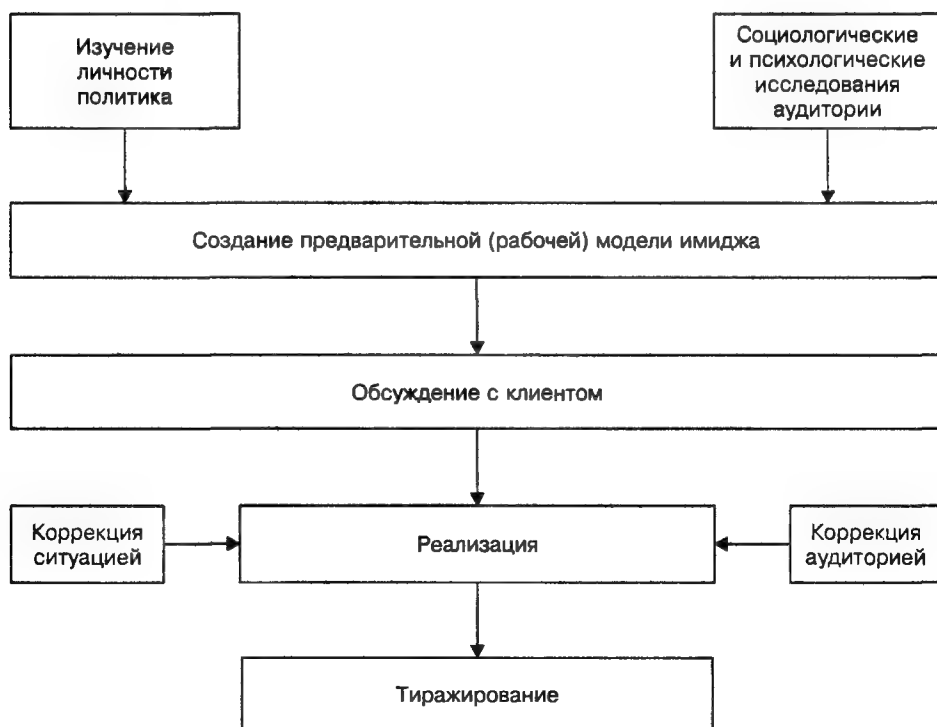 Изучение
личности
политика
Социологические
и психологические
исследования
аудитории
Создание предварительной (рабочей) модели имиджа
Обсуждение с клиентом
Коррекция
ситуацией
Реализация
Коррекция
аудиторией
Тиражирование